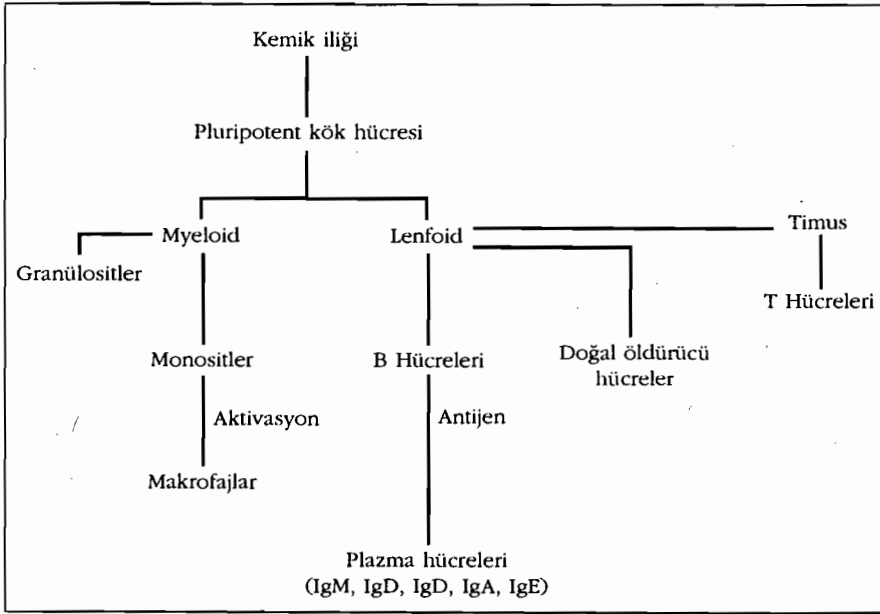 Kemik iliği
Pluripotent kök hücresi
Myeloid
Lenfoid
Timus
Granülositler
T Hücreleri
Monositler
B Hücreleri
Doğal öldürücü
hücreler
Aktivasyon
Antijen
Makrofajlar
Plazma hücreleri
(IgM, IgD, IgD, IgA, IgE)